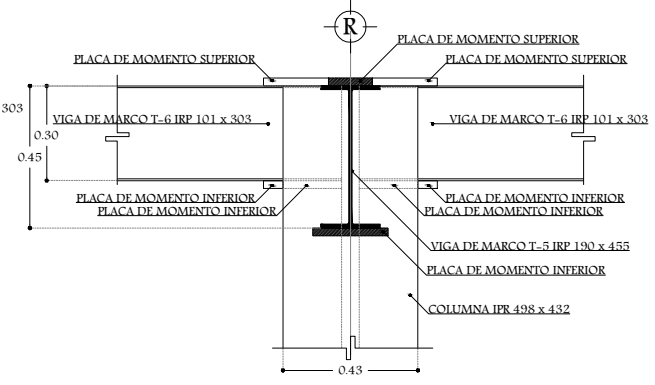 R
PLACA DE MOMENTO SUPERIOR
PLACA DE MOMENTO SUPERIOR
PLACA DE MOMENTO SUPERIOR
303
0.30
0.45
VIGA DE MARCO T-6 IRP 101 x 303
VIGA DE MARCO T-6 IRP 101 x 303
PLACA DE MOMENTO INFERIOR
PLACA DE MOMENTO INFERIOR
PLACA DE MOMENTO INFERIOR
PLACA DE MOMENTO INFERIOR
VIGA DE MARCO T-5 IRP 190 x 455
PLACA DE MOMENTO INFERIOR
COLUMNA IPR 498 x 432
0.43